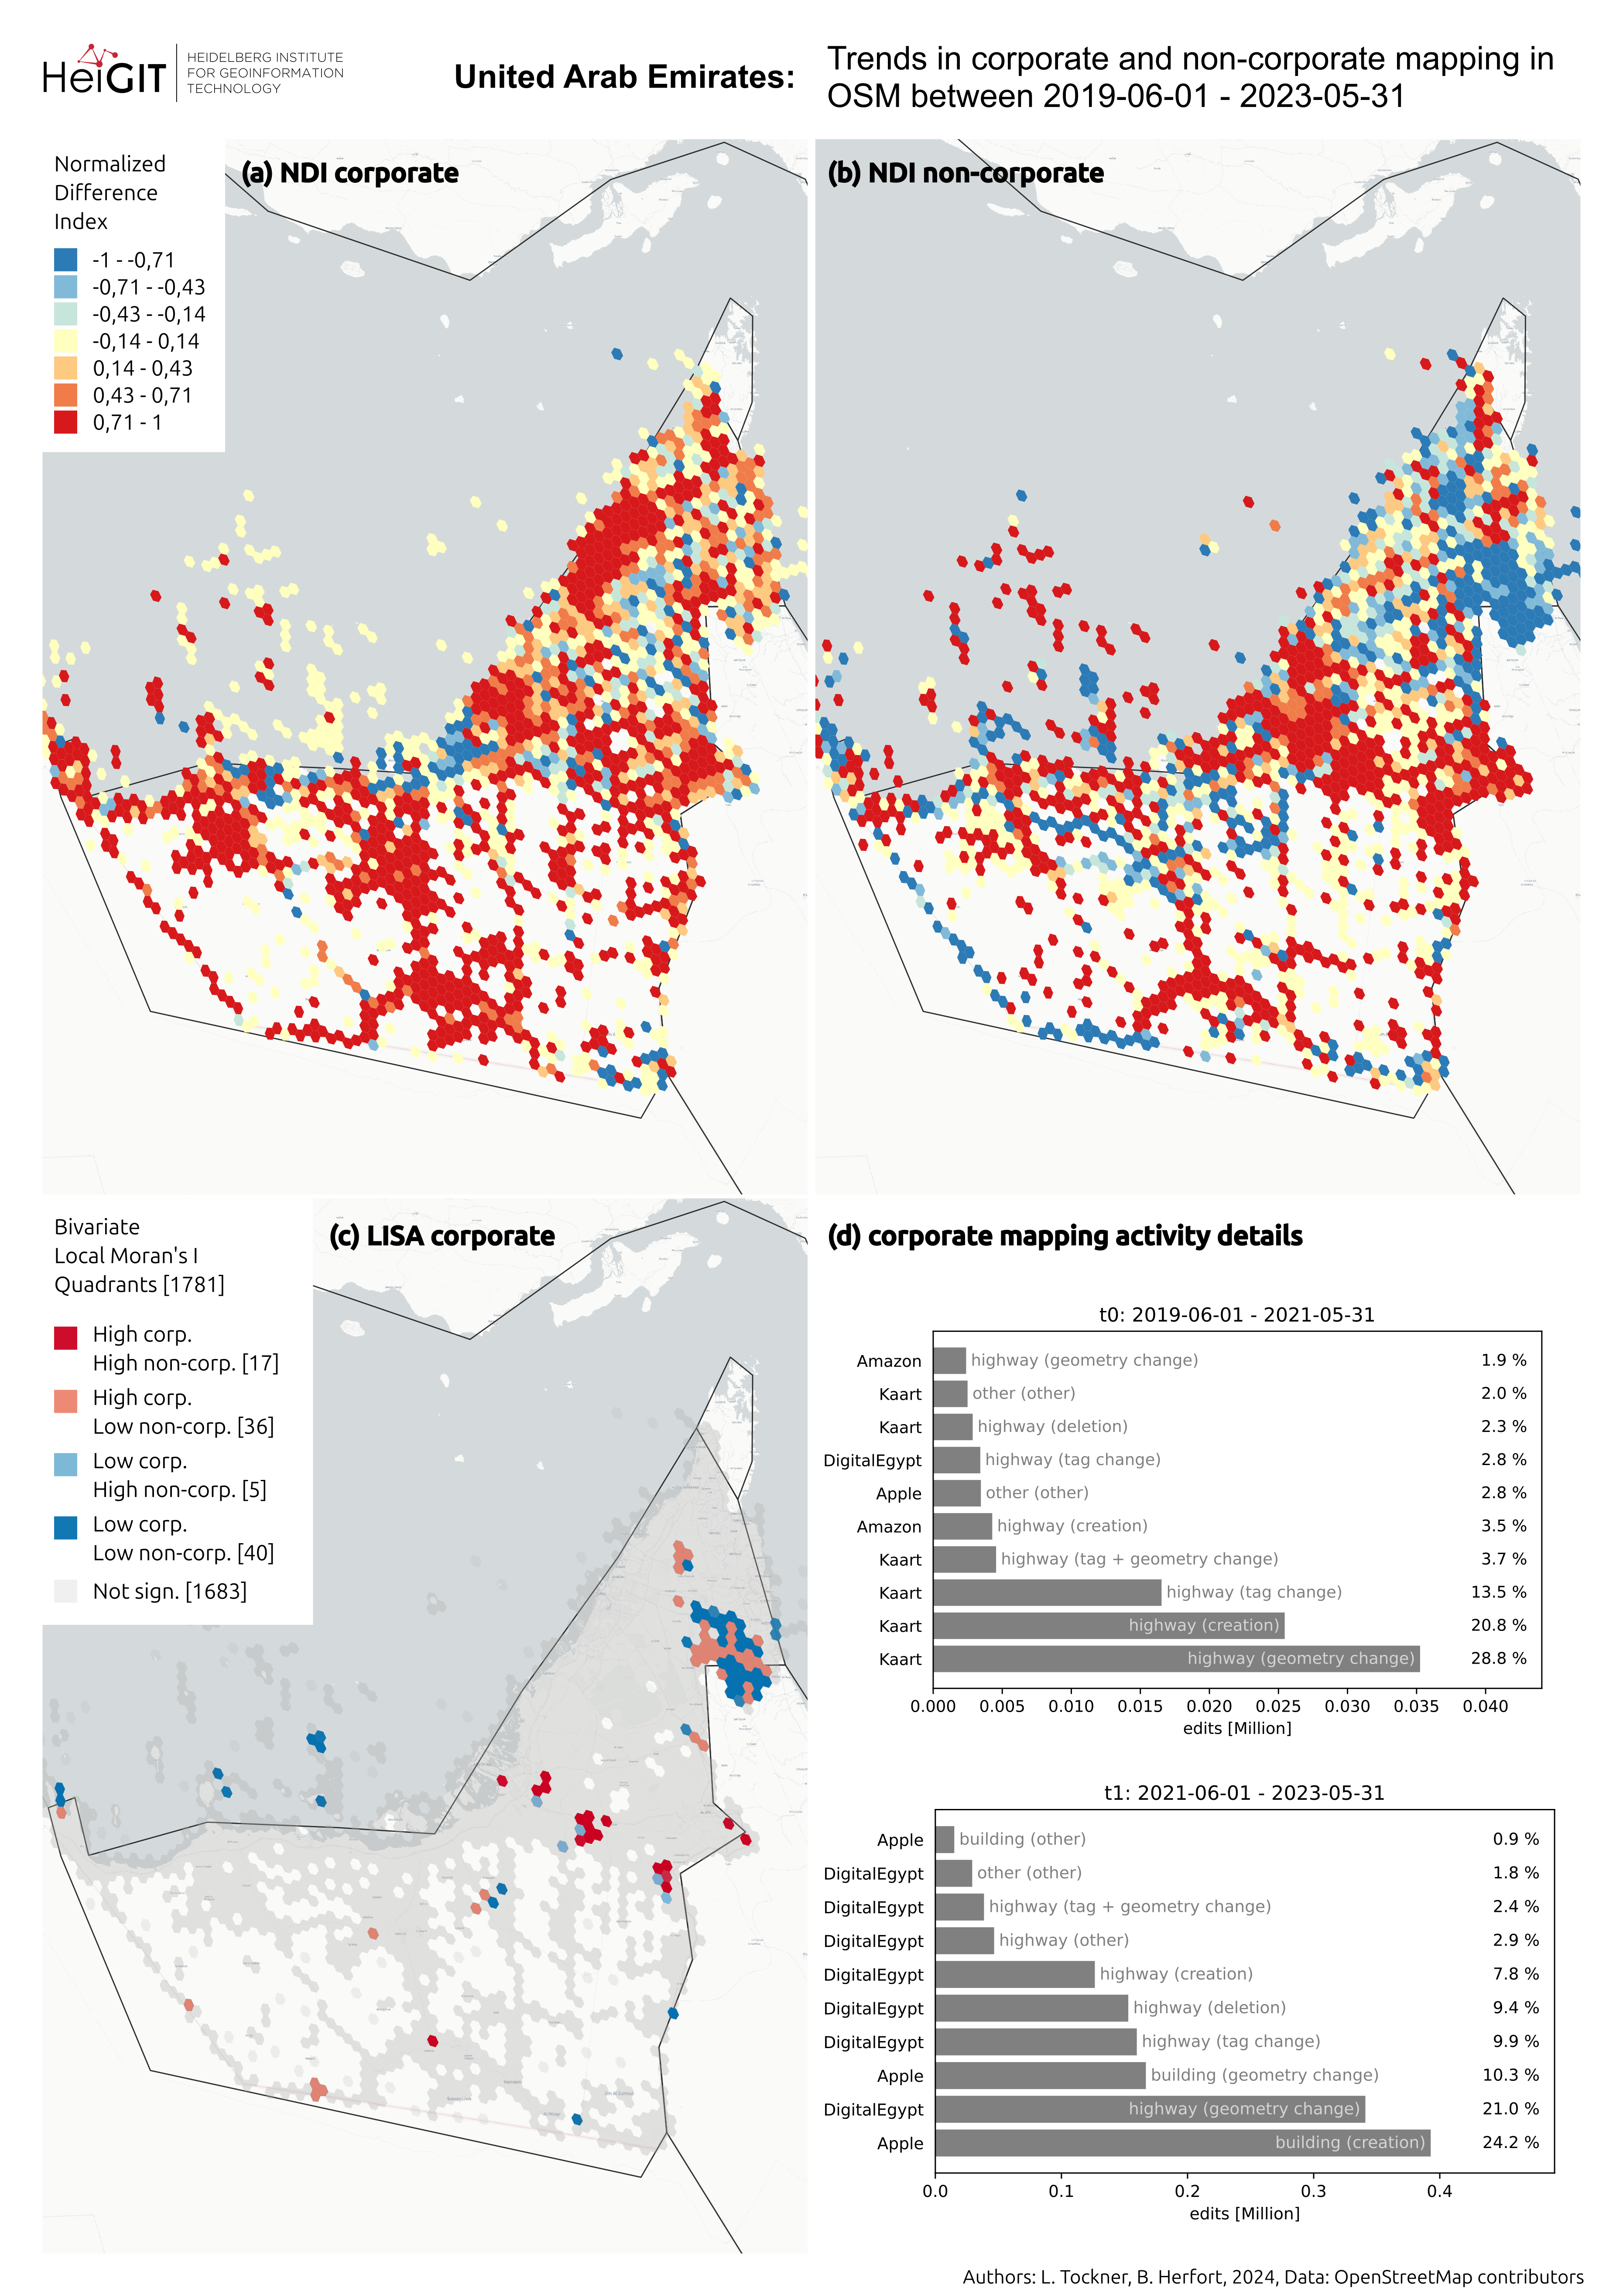 HeiGIT
HEIDELBERG INSTITUTE
FOR GEOINFORMATION
TECHNOLOGY
United Arab Emirates:
Trends in corporate and non-corporate mapping in
OSM between 2019-06-01 - 2023-05-31
Normalized
Difference
Index
-1 - -0,71
-0,71 - -0,43
-0,43 - -0,14
-0,14 - 0,14
0,14 - 0,43
0,43 - 0,71
0,71 - 1
(a) NDI corporate
(b) NDI non-corporate
Bivariate
Local Moran's I
Quadrants [1781]
High corp.
High non-corp. [17]
High corp.
Low non-corp. [36]
Low corp.
High non-corp. [5]
Low corp.
Low non-corp. [40]
Not sign. [1683]
(c) LISA corporate
(d) corporate mapping activity details
t0: 2019-06-01 - 2021-05-31
Amazon highway (geometry change) 1.9 %
Kaart other (other) 2.0 %
Kaart highway (deletion) 2.3 %
DigitalEgypt highway (tag change) 2.8 %
Apple other (other) 2.8 %
Amazon highway (creation) 3.5 %
Kaart highway (tag + geometry change) 3.7 %
Kaart highway (tag change) 13.5 %
Kaart highway (creation) 20.8 %
Kaart highway (geometry change) 28.8 %
0.000 0.005 0.010 0.015 0.020 0.025 0.030 0.035 0.040
edits [Million]
t1: 2021-06-01 - 2023-05-31
Apple building (other) 0.9 %
DigitalEgypt other (other) 1.8 %
DigitalEgypt highway (tag + geometry change) 2.4 %
DigitalEgypt highway (other) 2.9 %
DigitalEgypt highway (creation) 7.8 %
DigitalEgypt highway (deletion) 9.4 %
DigitalEgypt highway (tag change) 9.9 %
Apple building (geometry change) 10.3 %
DigitalEgypt highway (geometry change) 21.0 %
Apple building (creation) 24.2 %
0.0 0.1 0.2 0.3 0.4
edits [Million]
Authors: L. Tockner, B. Herfort, 2024, Data: OpenStreetMap contributors